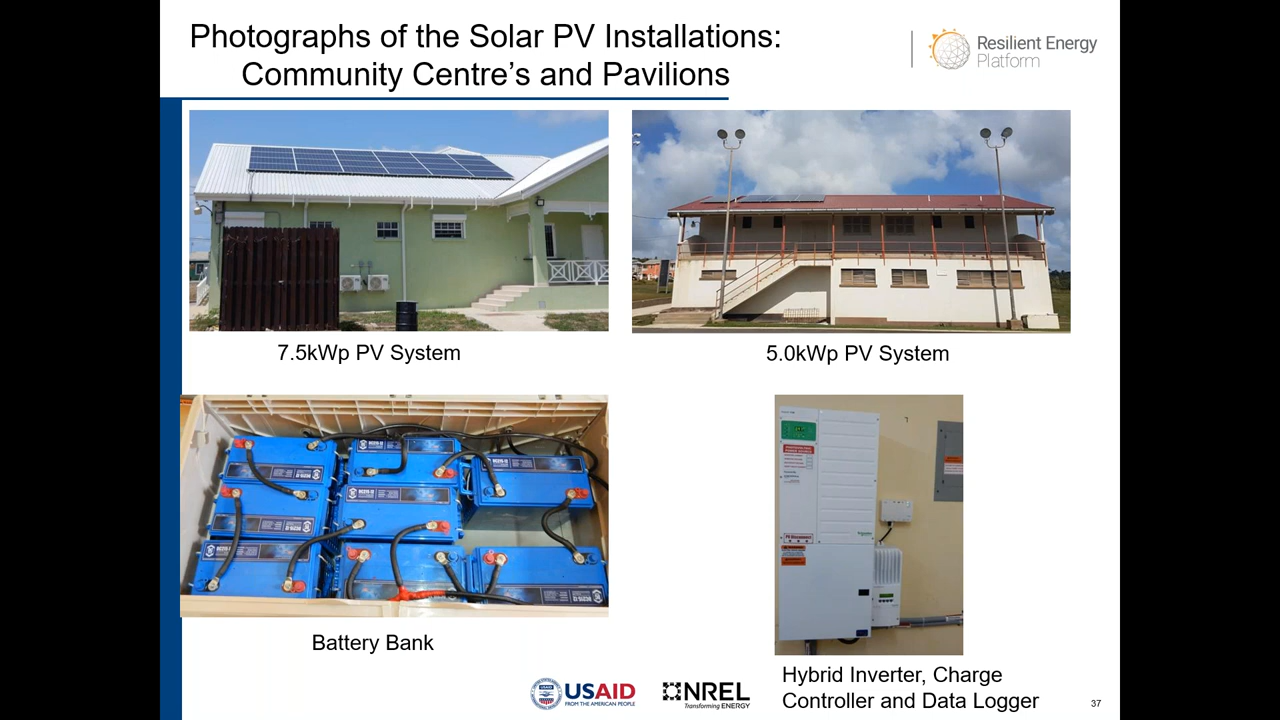 Photographs of the Solar PV Installations:
Community Centre’s and Pavilions
Resilient Energy
Platform
7.5kWp PV System
5.0kWp PV System
Battery Bank
Hybrid Inverter, Charge
Controller and Data Logger
USAID
FROM THE AMERICAN PEOPLE
NREL
Transforming ENERGY
37